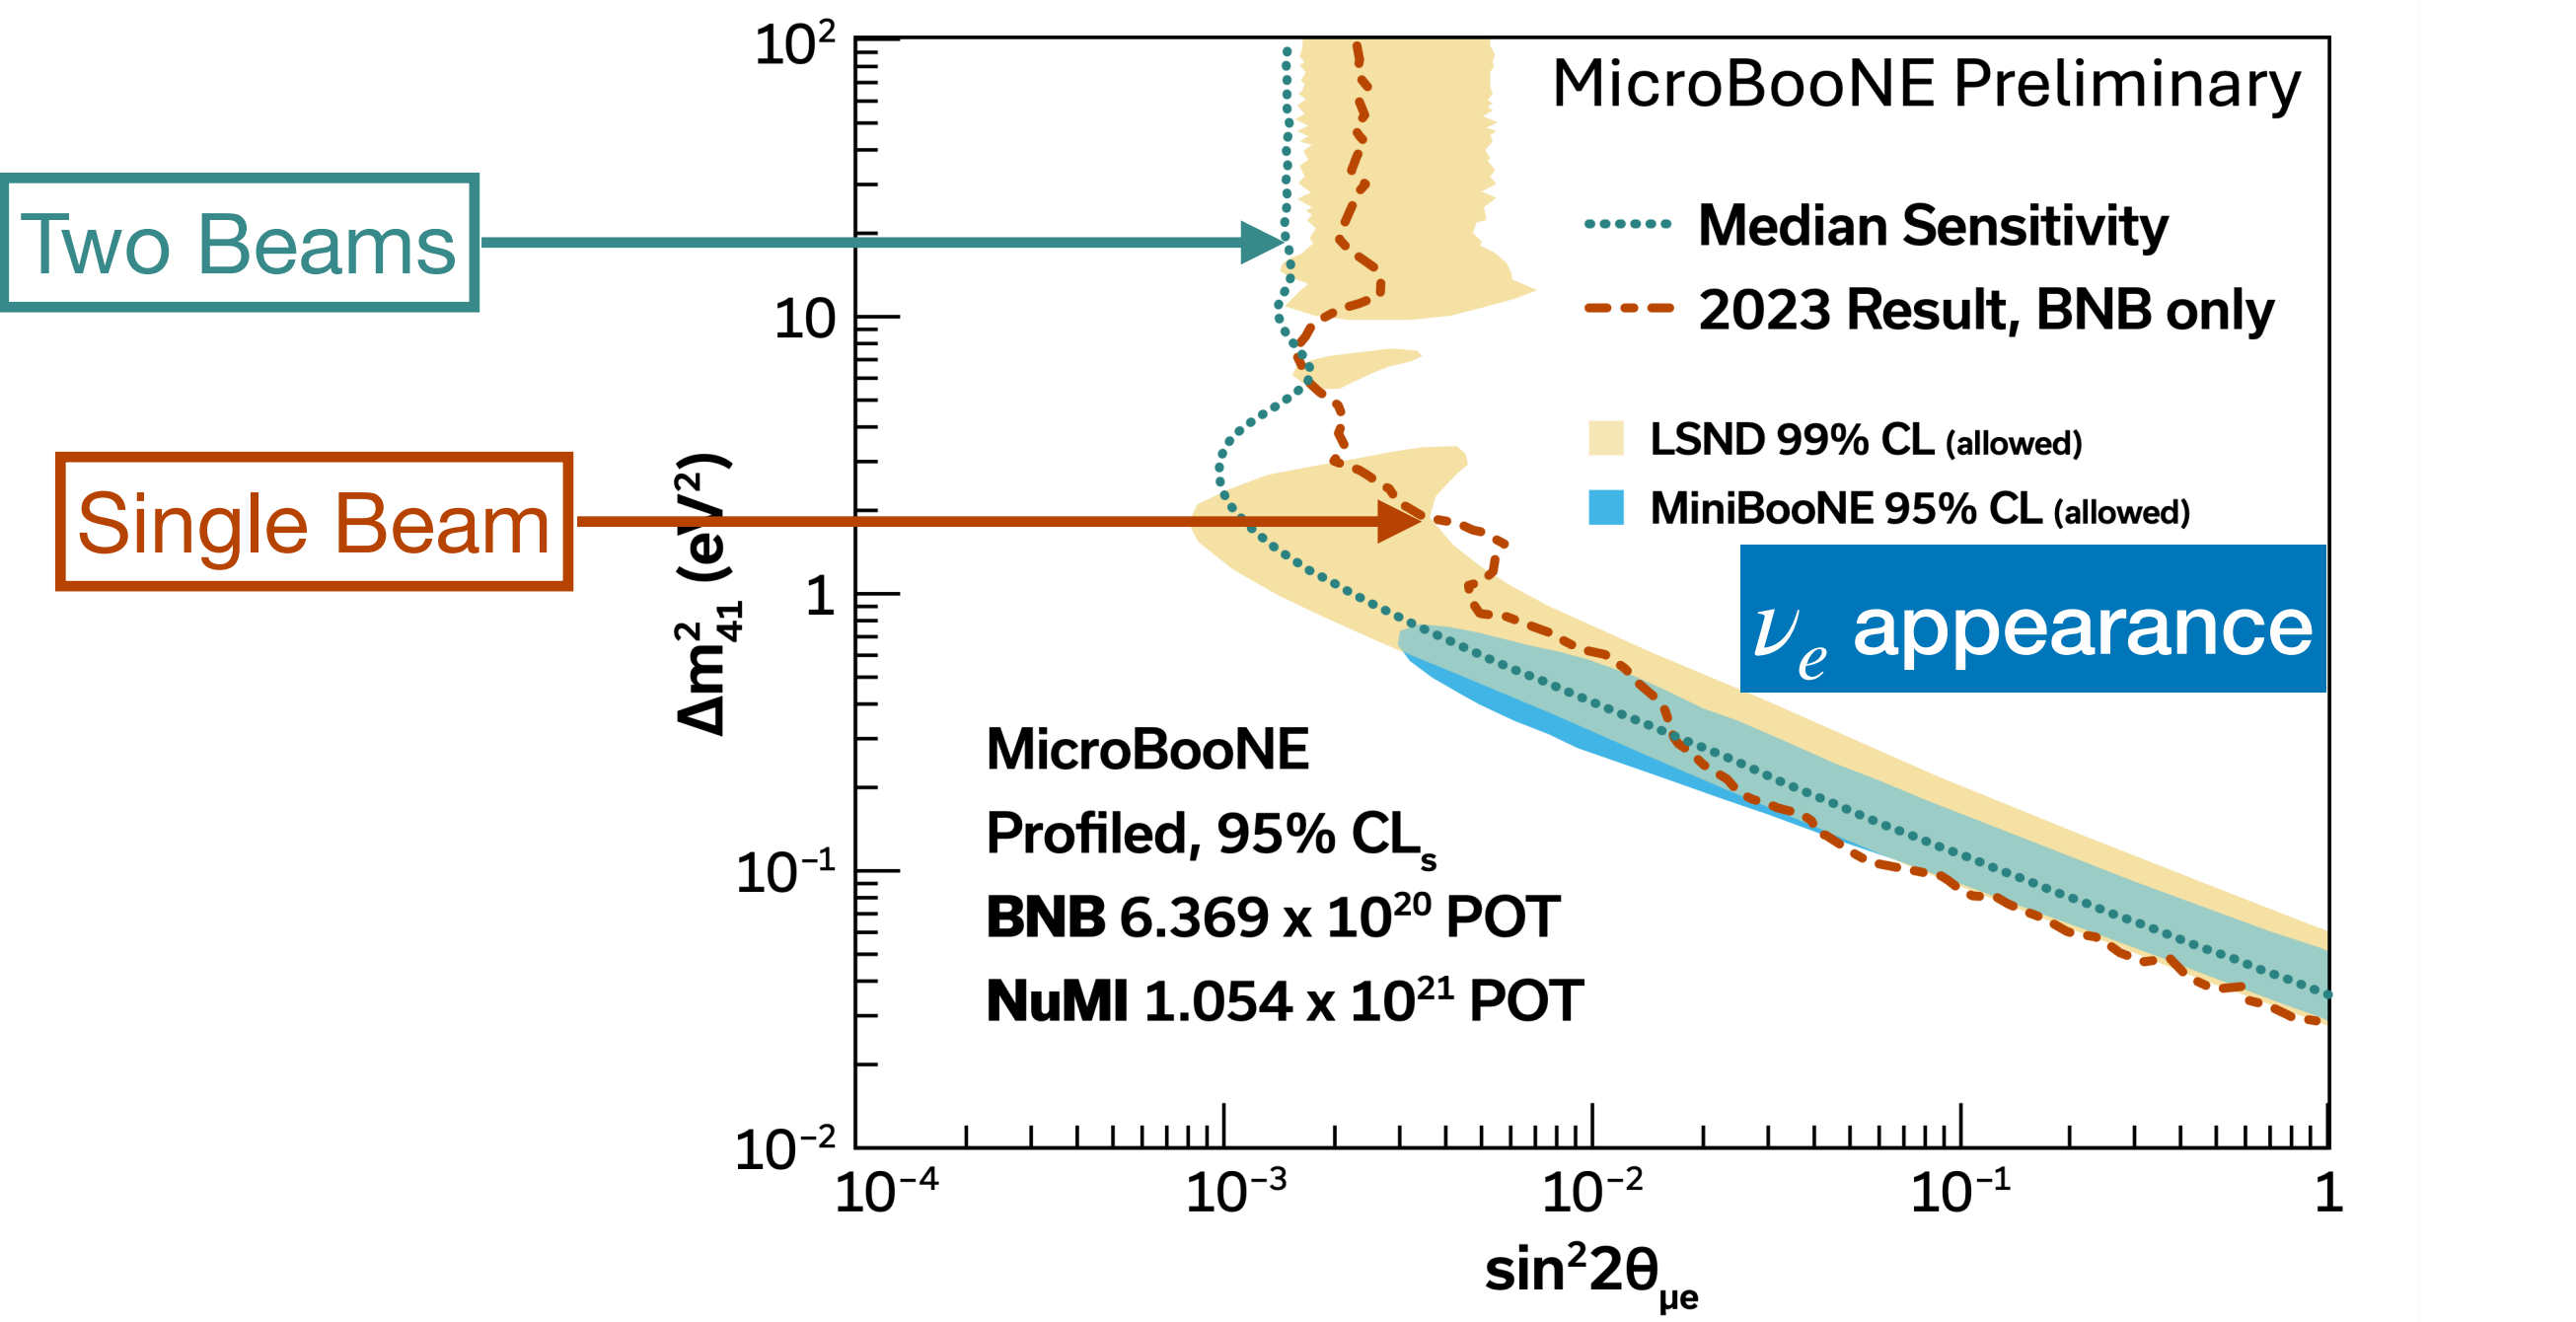 MicroBooNE Preliminary
Two Beams
Single Beam
Median Sensitivity
2023 Result, BNB only
LSND 99% CL (allowed)
MiniBooNE 95% CL (allowed)
νₑ appearance
MicroBooNE
Profiled, 95% CLₛ
BNB 6.369 x 10²⁰ POT
NuMI 1.054 x 10²¹ POT
Δm²₄₁ (eV²)
10²
10
1
10⁻¹
10⁻²
10⁻⁴
10⁻³
10⁻²
10⁻¹
1
sin²2θμe